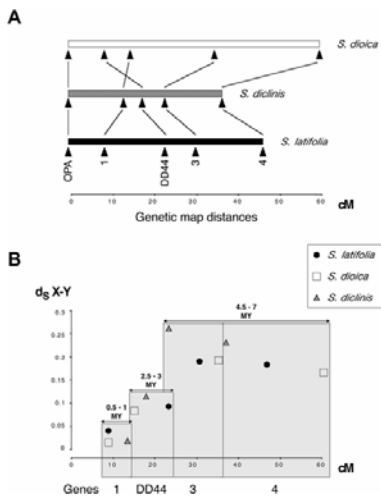 A
S. dioica
S. diclinis
S. latifolia
OPA
1
DD44
3
4
0 10 20 30 40 50 60 cM
Genetic map distances
B
S. latifolia
S. dioica
S. diclinis
dS X-Y
4.5 - 7
MY
2.5 - 3
MY
0.5 - 1
MY
0.3
0.25
0.2
0.15
0.1
0.05
0
0 10 20 30 40 50 60
cM
Genes 1 DD44 3 4